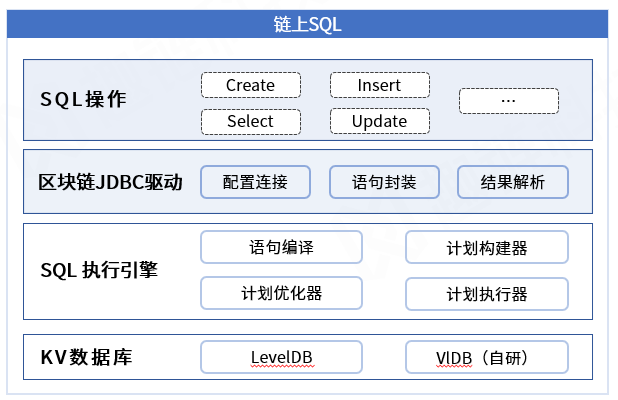 链上SQL
SQL操作
Create
Insert
...
Select
Update
区块链JDBC驱动
配置连接
语句封装
结果解析
SQL 执行引擎
语句编译
计划构建器
计划优化器
计划执行器
KV数据库
LevelDB
VlDB（自研）